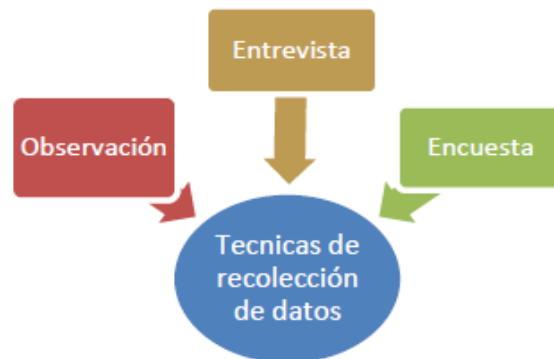 Entrevista
Observación
Encuesta
Tecnicas de
recolección
de datos